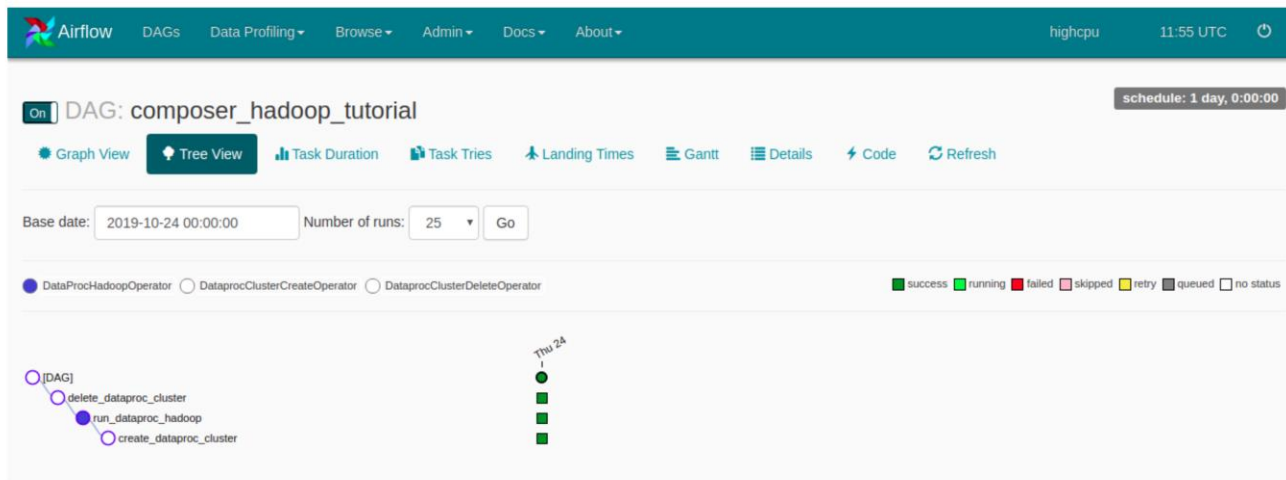 Airflow DAGs Data Profiling Browse Admin Docs About highcpu 11:55 UTC
On DAG: composer_hadoop_tutorial schedule: 1 day, 0:00:00
Graph View Tree View Task Duration Task Tries Landing Times Gantt Details Code Refresh
Base date: 2019-10-24 00:00:00 Number of runs: 25 Go
DataProcHadoopOperator DataprocClusterCreateOperator DataprocClusterDeleteOperator success running failed skipped retry queued no status
Thu 24
[DAG]
delete_dataproc_cluster
run_dataproc_hadoop
create_dataproc_cluster